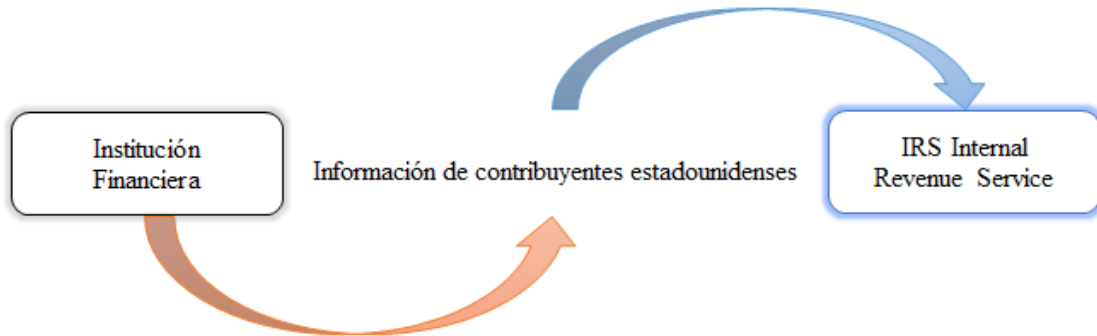 Institución
Financiera
Información de contribuyentes estadounidenses
IRS Internal
Revenue Service